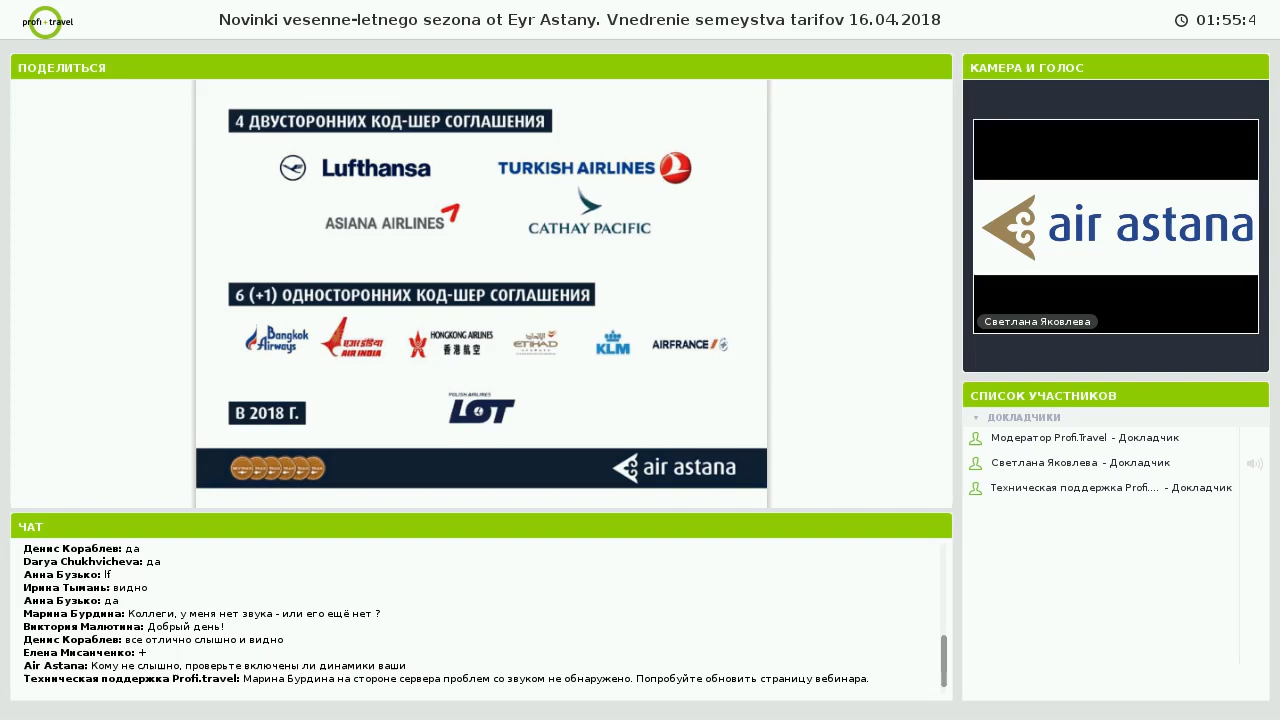 profi+travel
Novinki vesenne-letnego sezona ot Eyr Astany. Vnedrenie semeystva tarifov 16.04.2018
01:55:4
ПОДЕЛИТЬСЯ
4 ДВУСТОРОННИХ КОД-ШЕР СОГЛАШЕНИЯ
Lufthansa
TURKISH AIRLINES
ASIANA AIRLINES
CATHAY PACIFIC
6 (+1) ОДНОСТОРОННИХ КОД-ШЕР СОГЛАШЕНИЯ
Bangkok Airways
एअर इंडिया
AIR INDIA
HONGKONG AIRLINES
香港航空
ETIHAD
KLM
AIRFRANCE
В 2018 Г.
POLISH AIRLINES
LOT
air astana
КАМЕРА И ГОЛОС
air astana
Светлана Яковлева
СПИСОК УЧАСТНИКОВ
ДОКЛАДЧИКИ
Модератор Profi.Travel - Докладчик
Светлана Яковлева - Докладчик
Техническая поддержка Profi.... - Докладчик
ЧАТ
Денис Кораблев: да
Darya Chukhvicheva: да
Анна Бузько: lf
Ирина Тымань: видно
Анна Бузько: да
Марина Бурдина: Коллеги, у меня нет звука - или его ещё нет ?
Виктория Малютина: Добрый день!
Денис Кораблев: все отлично слышно и видно
Елена Мисанченко: +
Air Astana: Кому не слышно, проверьте включены ли динамики ваши
Техническая поддержка Profi.travel: Марина Бурдина на стороне сервера проблем со звуком не обнаружено. Попробуйте обновить страницу вебинара.